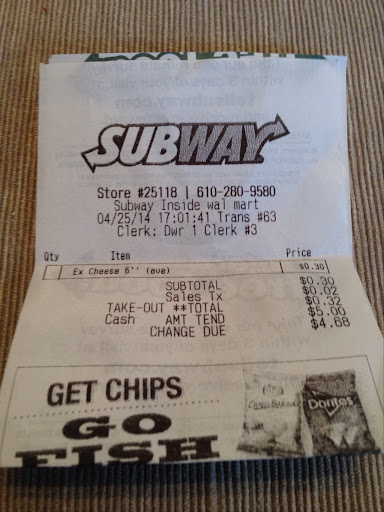 SUBWAY
Store #25118 | 610-280-9580
Subway Inside wal mart
04/25/14 17:01:41 Trans #63
Clerk: Dwr 1 Clerk #3
Qty Item Price
Ex Cheese 6'' (ave) $0.30
SUBTOTAL $0.30
Sales Tx $0.02
TAKE-OUT **TOTAL $0.32
Cash AMT TEND $5.00
CHANGE DUE $4.68
GET CHIPS
GO
FISH
Doritos